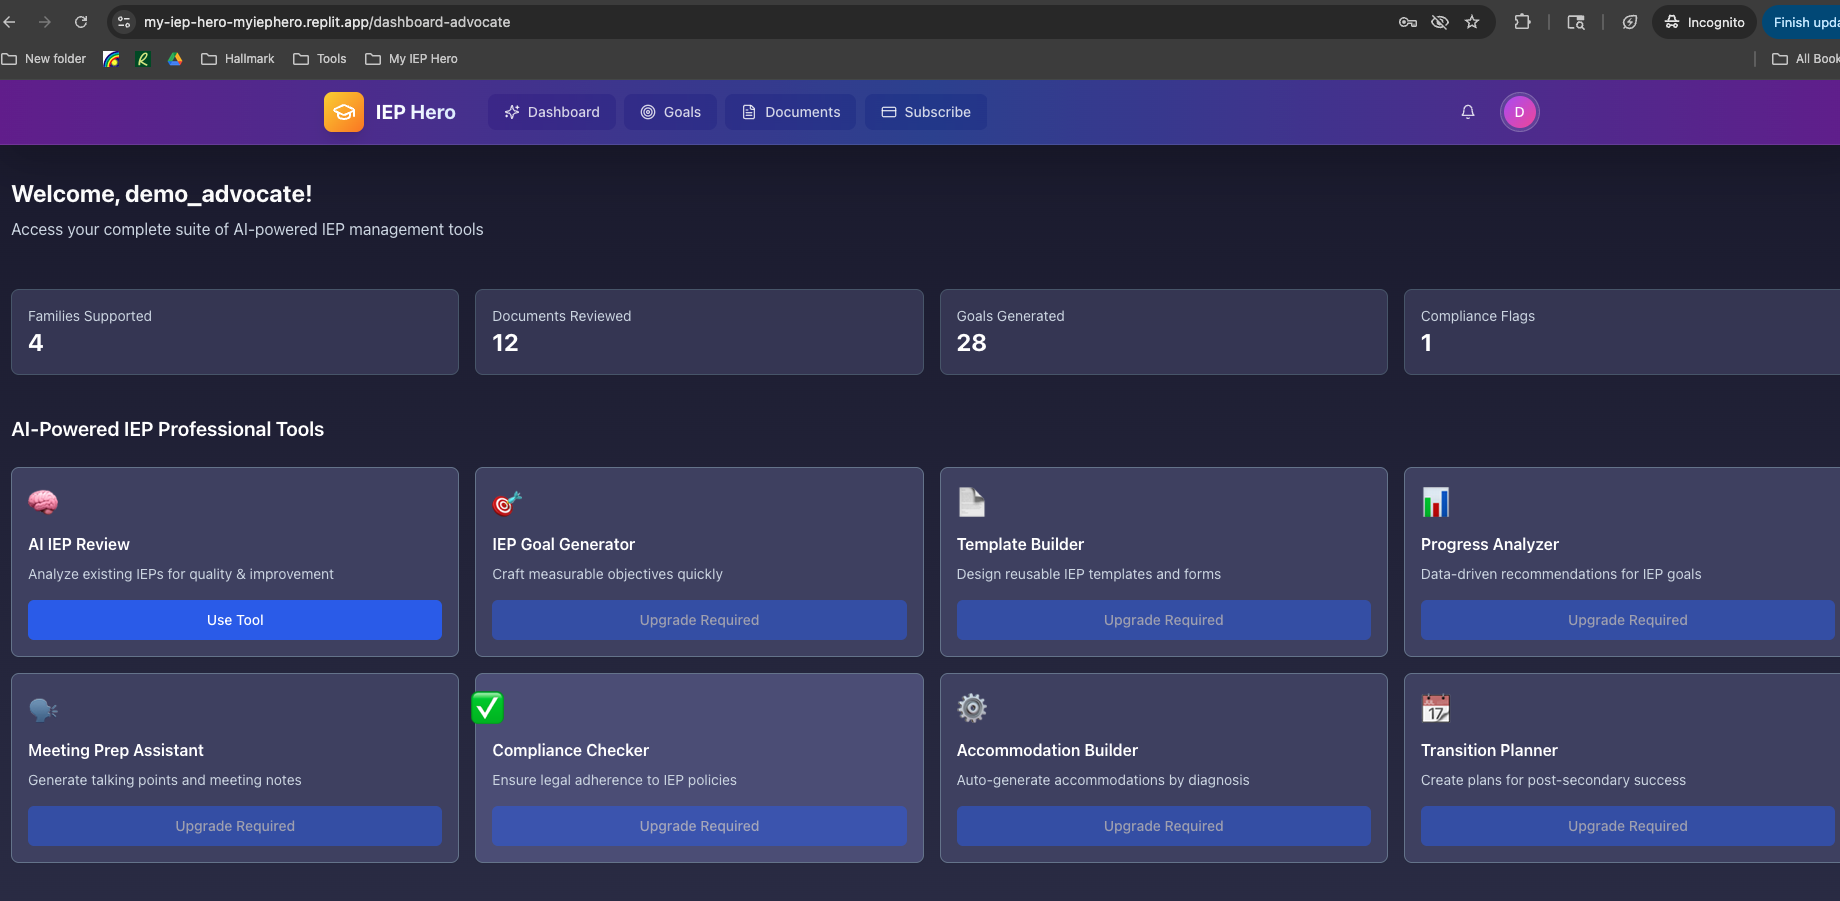 my-iep-hero-myiephero.replit.app/dashboard-advocate
Incognito
Finish upda
New folder
Hallmark
Tools
My IEP Hero
All Book
IEP Hero
Dashboard
Goals
Documents
Subscribe
D
Welcome, demo_advocate!
Access your complete suite of AI-powered IEP management tools
Families Supported
4
Documents Reviewed
12
Goals Generated
28
Compliance Flags
1
AI-Powered IEP Professional Tools
AI IEP Review
Analyze existing IEPs for quality & improvement
Use Tool
IEP Goal Generator
Craft measurable objectives quickly
Upgrade Required
Template Builder
Design reusable IEP templates and forms
Upgrade Required
Progress Analyzer
Data-driven recommendations for IEP goals
Upgrade Required
Meeting Prep Assistant
Generate talking points and meeting notes
Upgrade Required
Compliance Checker
Ensure legal adherence to IEP policies
Upgrade Required
Accommodation Builder
Auto-generate accommodations by diagnosis
Upgrade Required
17
Transition Planner
Create plans for post-secondary success
Upgrade Required